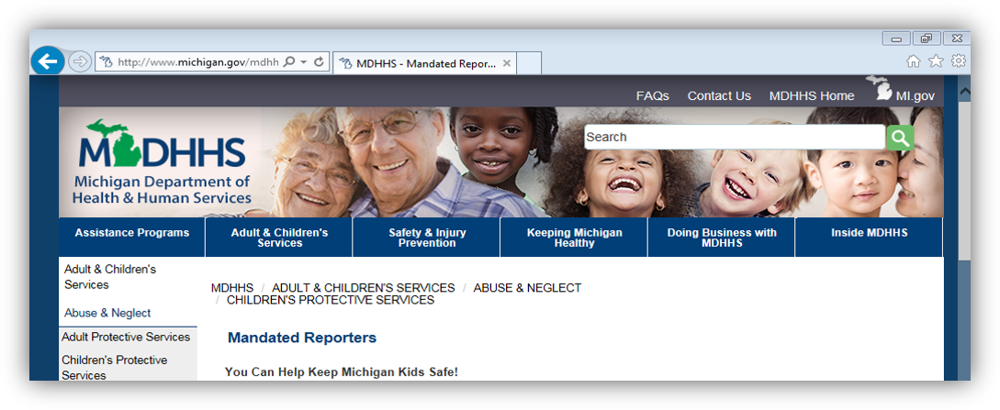 http://www.michigan.gov/mdhh
MDHHS - Mandated Repor...
FAQs Contact Us MDHHS Home MI.gov
MDHHS
Michigan Department of
Health & Human Services
Search
Assistance Programs
Adult & Children's
Services
Safety & Injury
Prevention
Keeping Michigan
Healthy
Doing Business with
MDHHS
Inside MDHHS
Adult & Children's
Services
Abuse & Neglect
Adult Protective Services
Children's Protective
Services
MDHHS / ADULT & CHILDREN'S SERVICES / ABUSE & NEGLECT
/ CHILDREN'S PROTECTIVE SERVICES
Mandated Reporters
You Can Help Keep Michigan Kids Safe!